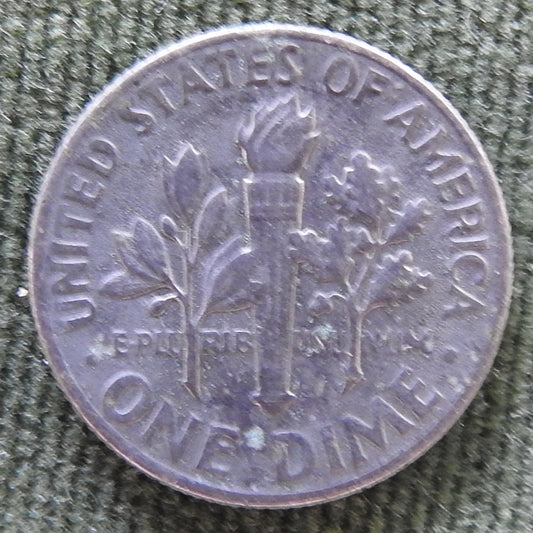 UNITED STATES OF AMERICA
E PLURIBUS UNUM
· ONE DIME ·